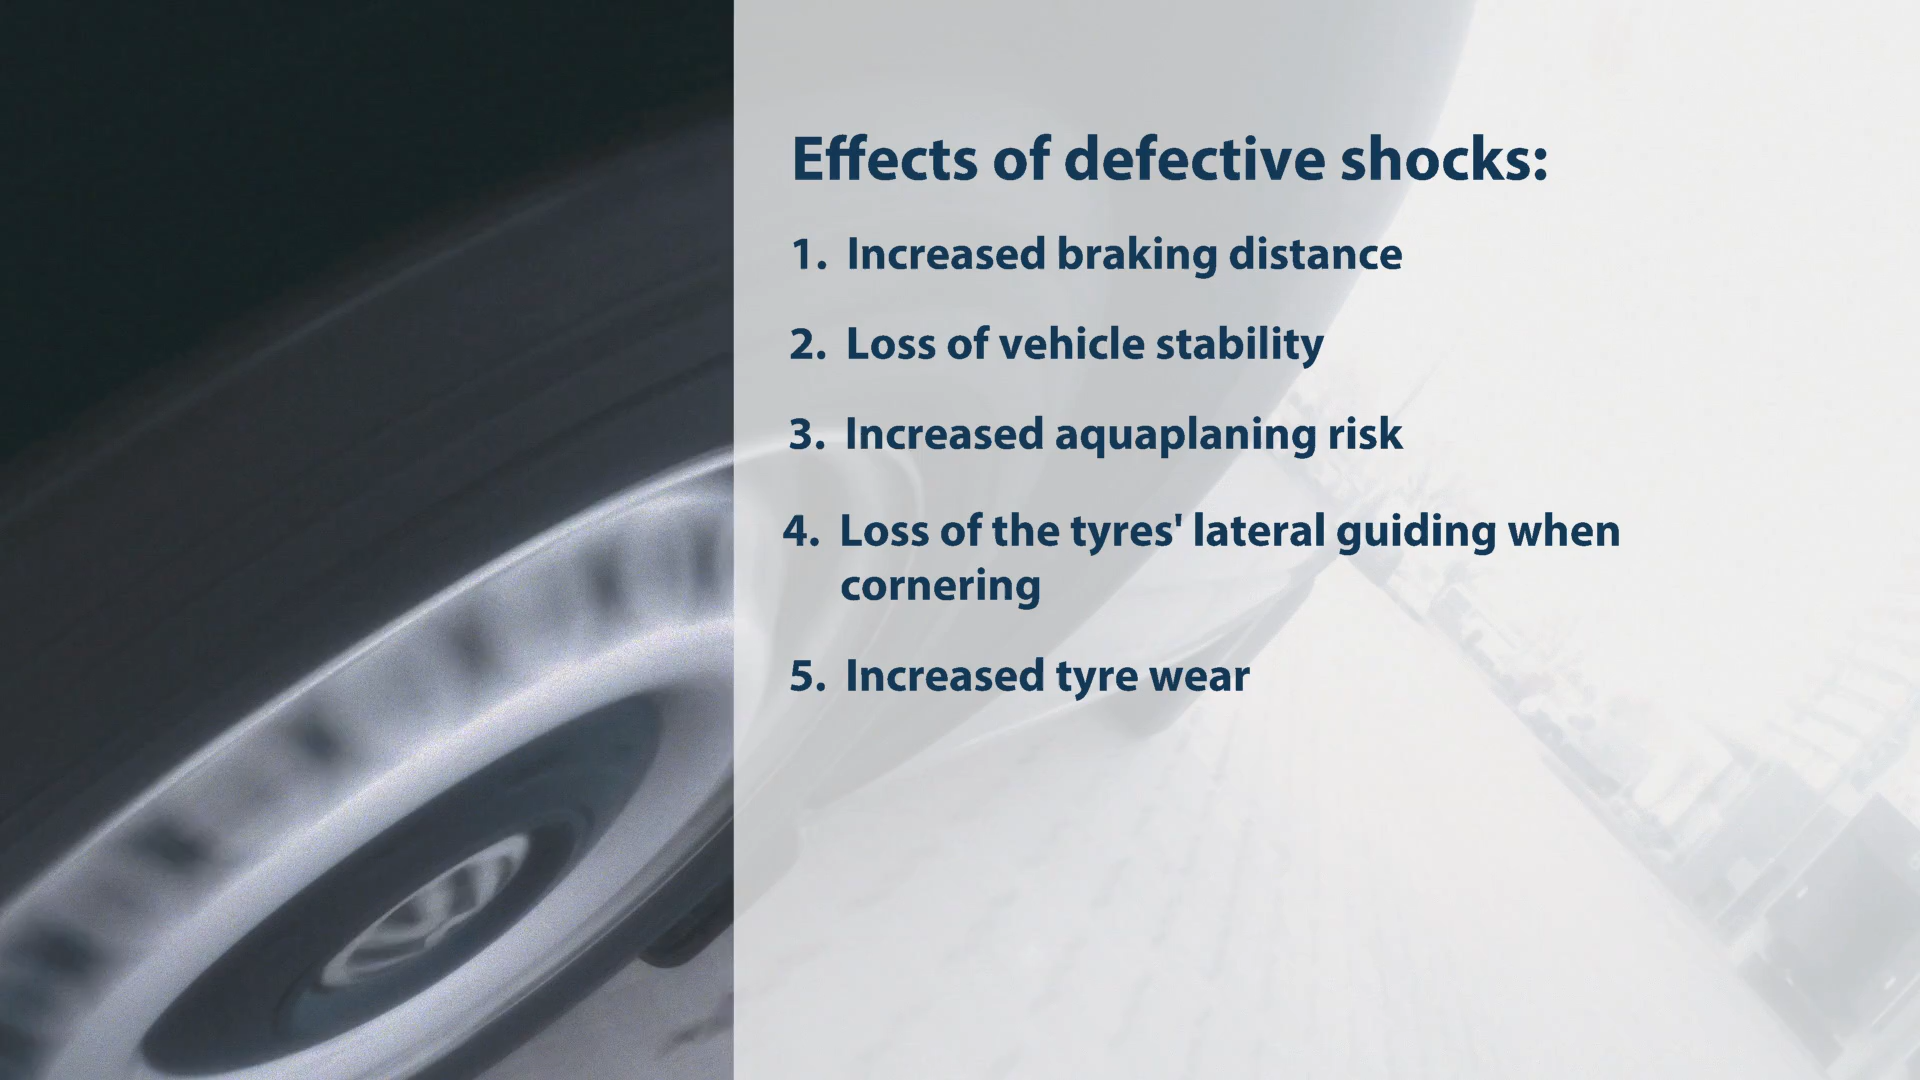 Effects of defective shocks:
1. Increased braking distance
2. Loss of vehicle stability
3. Increased aquaplaning risk
4. Loss of the tyres' lateral guiding when
cornering
5. Increased tyre wear